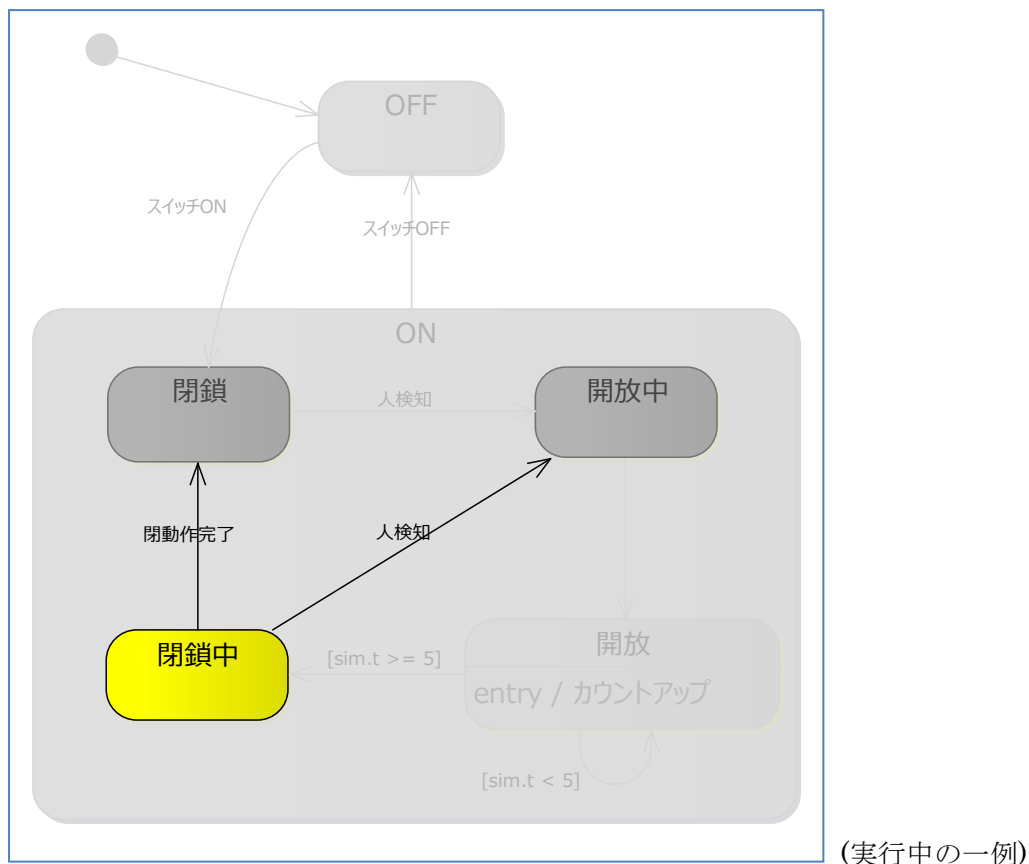 OFF
スイッチON
スイッチOFF
ON
閉鎖
人検知
開放中
閉動作完了
人検知
閉鎖中
[sim.t >= 5]
開放
entry / カウントアップ
[sim.t < 5]
(実行中の一例)